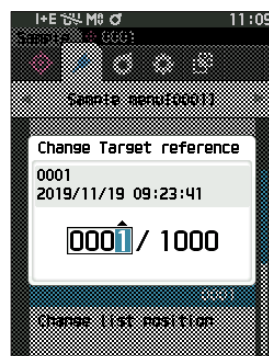 I+E M0 11:09
Sample 0001
Sample menu[0001]
Change Target reference
0001
2019/11/19 09:23:41
0001 / 1000
0001
Change list position